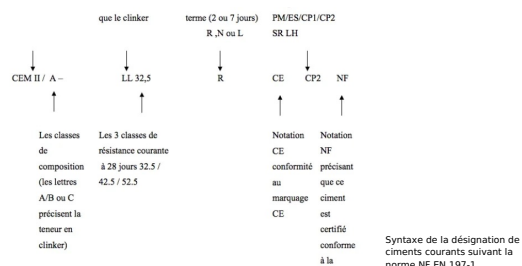 que le clinker
terme (2 ou 7 jours)
PM/ES/CP1/CP2
R ,N ou L
SR LH
CEM II / A –
LL 32,5
R
CE
CP2
NF
Les classes
de
composition
(les lettres
A/B ou C
précisent la
teneur en
clinker)
Les 3 classes de
résistance courante
à 28 jours 32.5 /
42.5 / 52.5
Notation
CE
conformité
au
marquage
CE
Notation
NF
précisant
que ce
ciment
est
certifié
conforme
à la
Syntaxe de la désignation de
ciments courants suivant la
norme NF EN 197-1